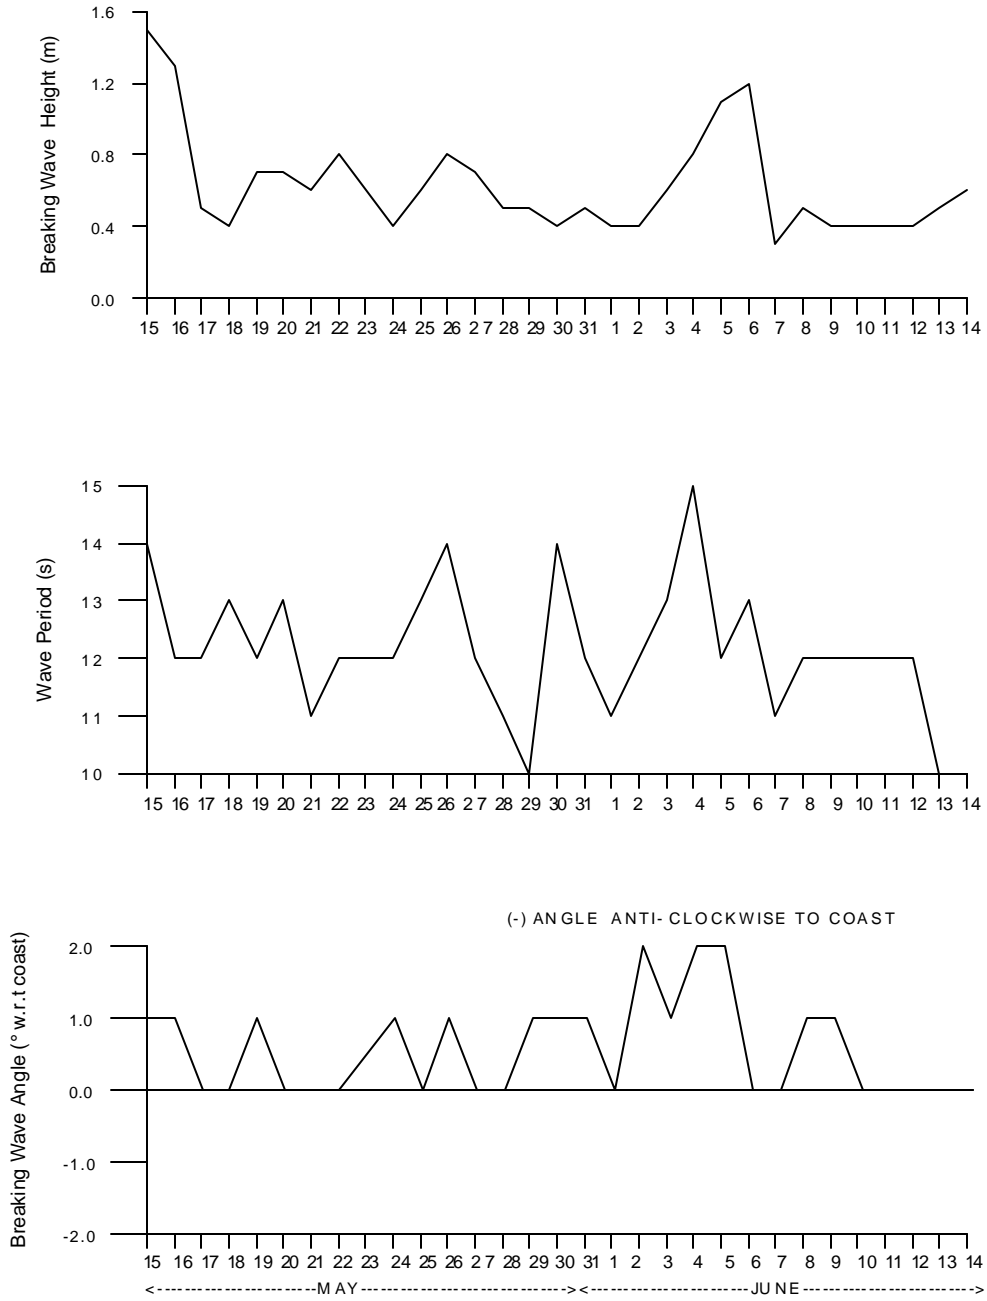 1.6
1.2
0.8
0.4
0.0
Breaking Wave Height (m)
15 16 17 18 19 20 21 22 23 24 25 26 27 28 29 30 31 1 2 3 4 5 6 7 8 9 10 11 12 13 14
15
14
13
12
11
10
Wave Period (s)
15 16 17 18 19 20 21 22 23 24 25 26 27 28 29 30 31 1 2 3 4 5 6 7 8 9 10 11 12 13 14
(-) ANGLE ANTI-CLOCKWISE TO COAST
2.0
1.0
0.0
-1.0
-2.0
Breaking Wave Angle (° w.r.t coast)
15 16 17 18 19 20 21 22 23 24 25 26 27 28 29 30 31 1 2 3 4 5 6 7 8 9 10 11 12 13 14
<----------------------MAY----------------------------><----------------------JUNE------------------------>